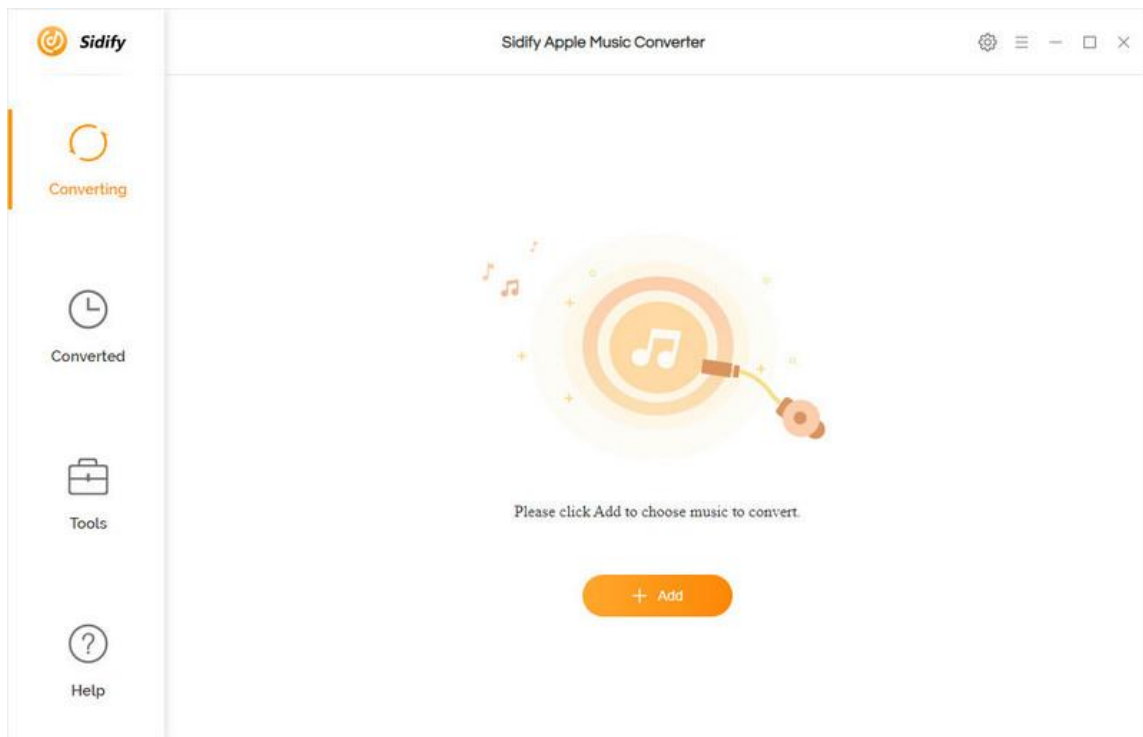 Sidify
Sidify Apple Music Converter
Converting
Converted
Tools
Help
Please click Add to choose music to convert.
Add